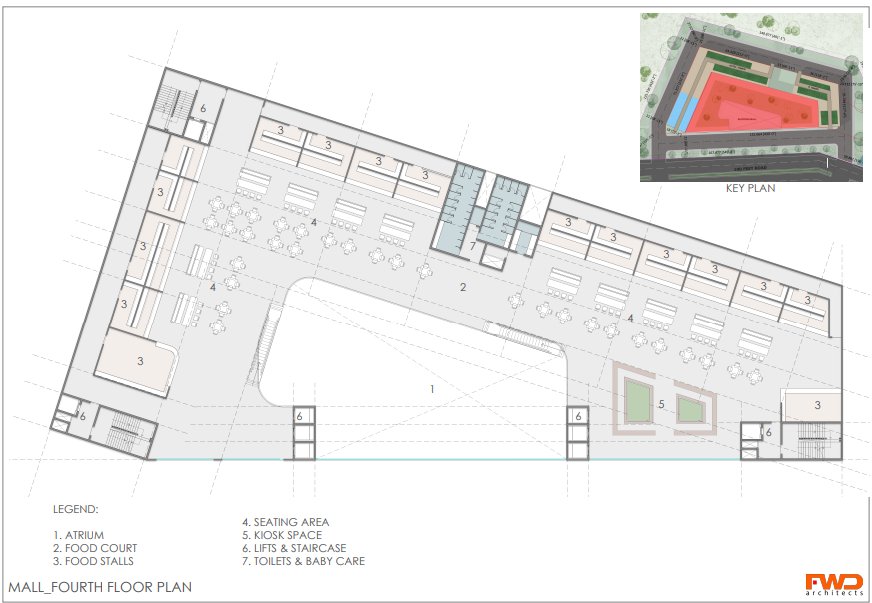 KEY PLAN
6
3
3
3
3
3
4
3
7
3
3
3
3
3
3
3
4
2
3
4
1
3
5
3
6
6
6
6
LEGEND:
1. ATRIUM
2. FOOD COURT
3. FOOD STALLS
4. SEATING AREA
5. KIOSK SPACE
6. LIFTS & STAIRCASE
7. TOILETS & BABY CARE
MALL_FOURTH FLOOR PLAN
FWD
architects